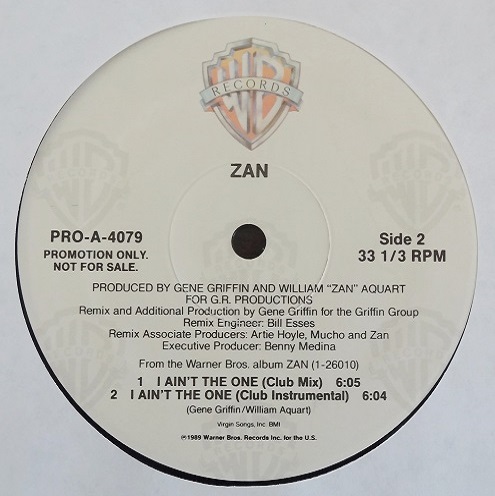 WB
RECORDS
ZAN
PRO-A-4079
PROMOTION ONLY.
NOT FOR SALE.
Side 2
33 1/3 RPM
PRODUCED BY GENE GRIFFIN AND WILLIAM "ZAN" AQUART
FOR G.R. PRODUCTIONS
Remix and Additional Production by Gene Griffin for the Griffin Group
Remix Engineer: Bill Esses
Remix Associate Producers: Artie Hoyle, Mucho and Zan
Executive Producer: Benny Medina
From the Warner Bros. album ZAN (1-26010)
1 I AIN'T THE ONE (Club Mix) 6:05
2 I AIN'T THE ONE (Club Instrumental) 6:04
(Gene Griffin/William Aquart)
Virgin Songs, Inc. BMI
℗1989 Warner Bros. Records Inc. for the U.S.